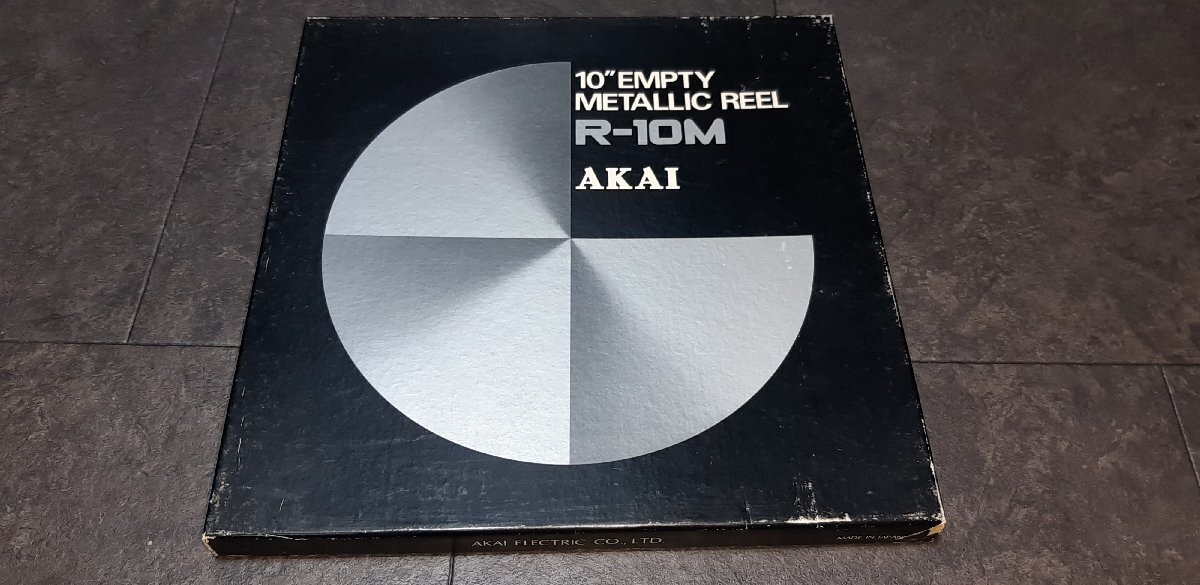 10" EMPTY
METALLIC REEL
R-10M
AKAI
AKAI ELECTRIC CO., LTD.
MADE IN JAPAN